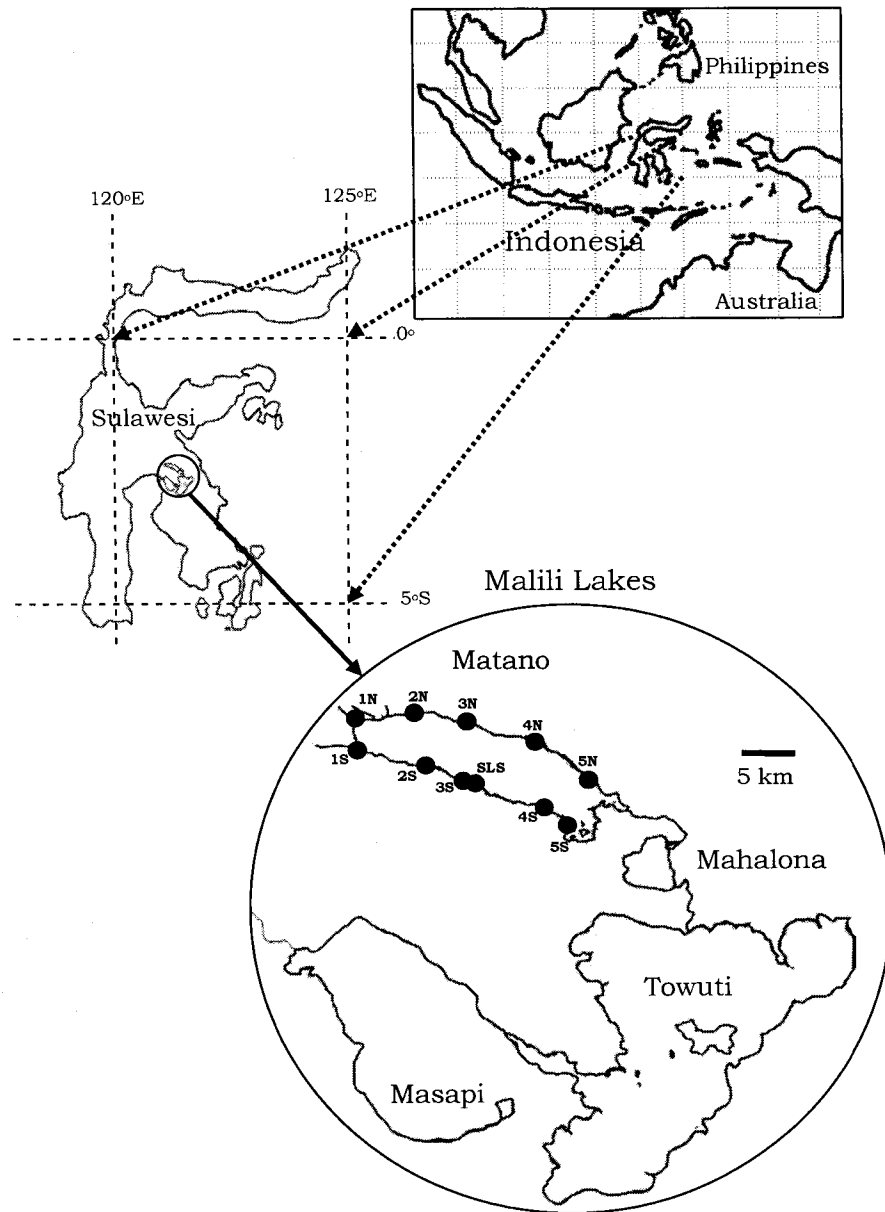 Philippines
Indonesia
Australia
120°E
125°E
0°
Sulawesi
5°S
Malili Lakes
Matano
1N
2N
3N
4N
5N
1S
2S
3S
SLS
4S
5S
5 km
Mahalona
Towuti
Masapi